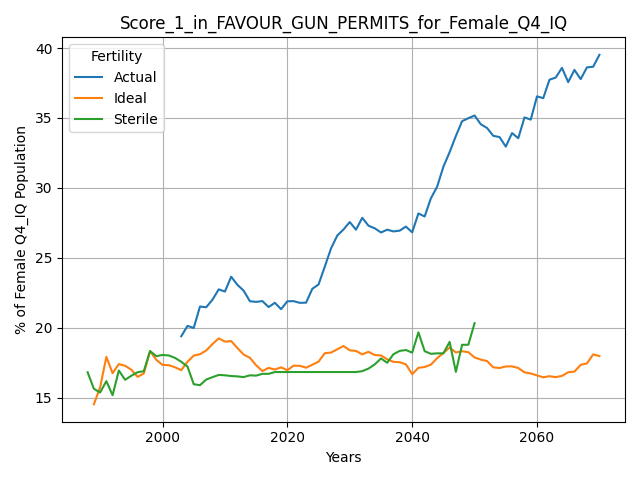 Score_1_in_FAVOUR_GUN_PERMITS_for_Female_Q4_IQ
Fertility
Actual
Ideal
Sterile
% of Female Q4_IQ Population
40
35
30
25
20
15
2000
2020
2040
2060
Years